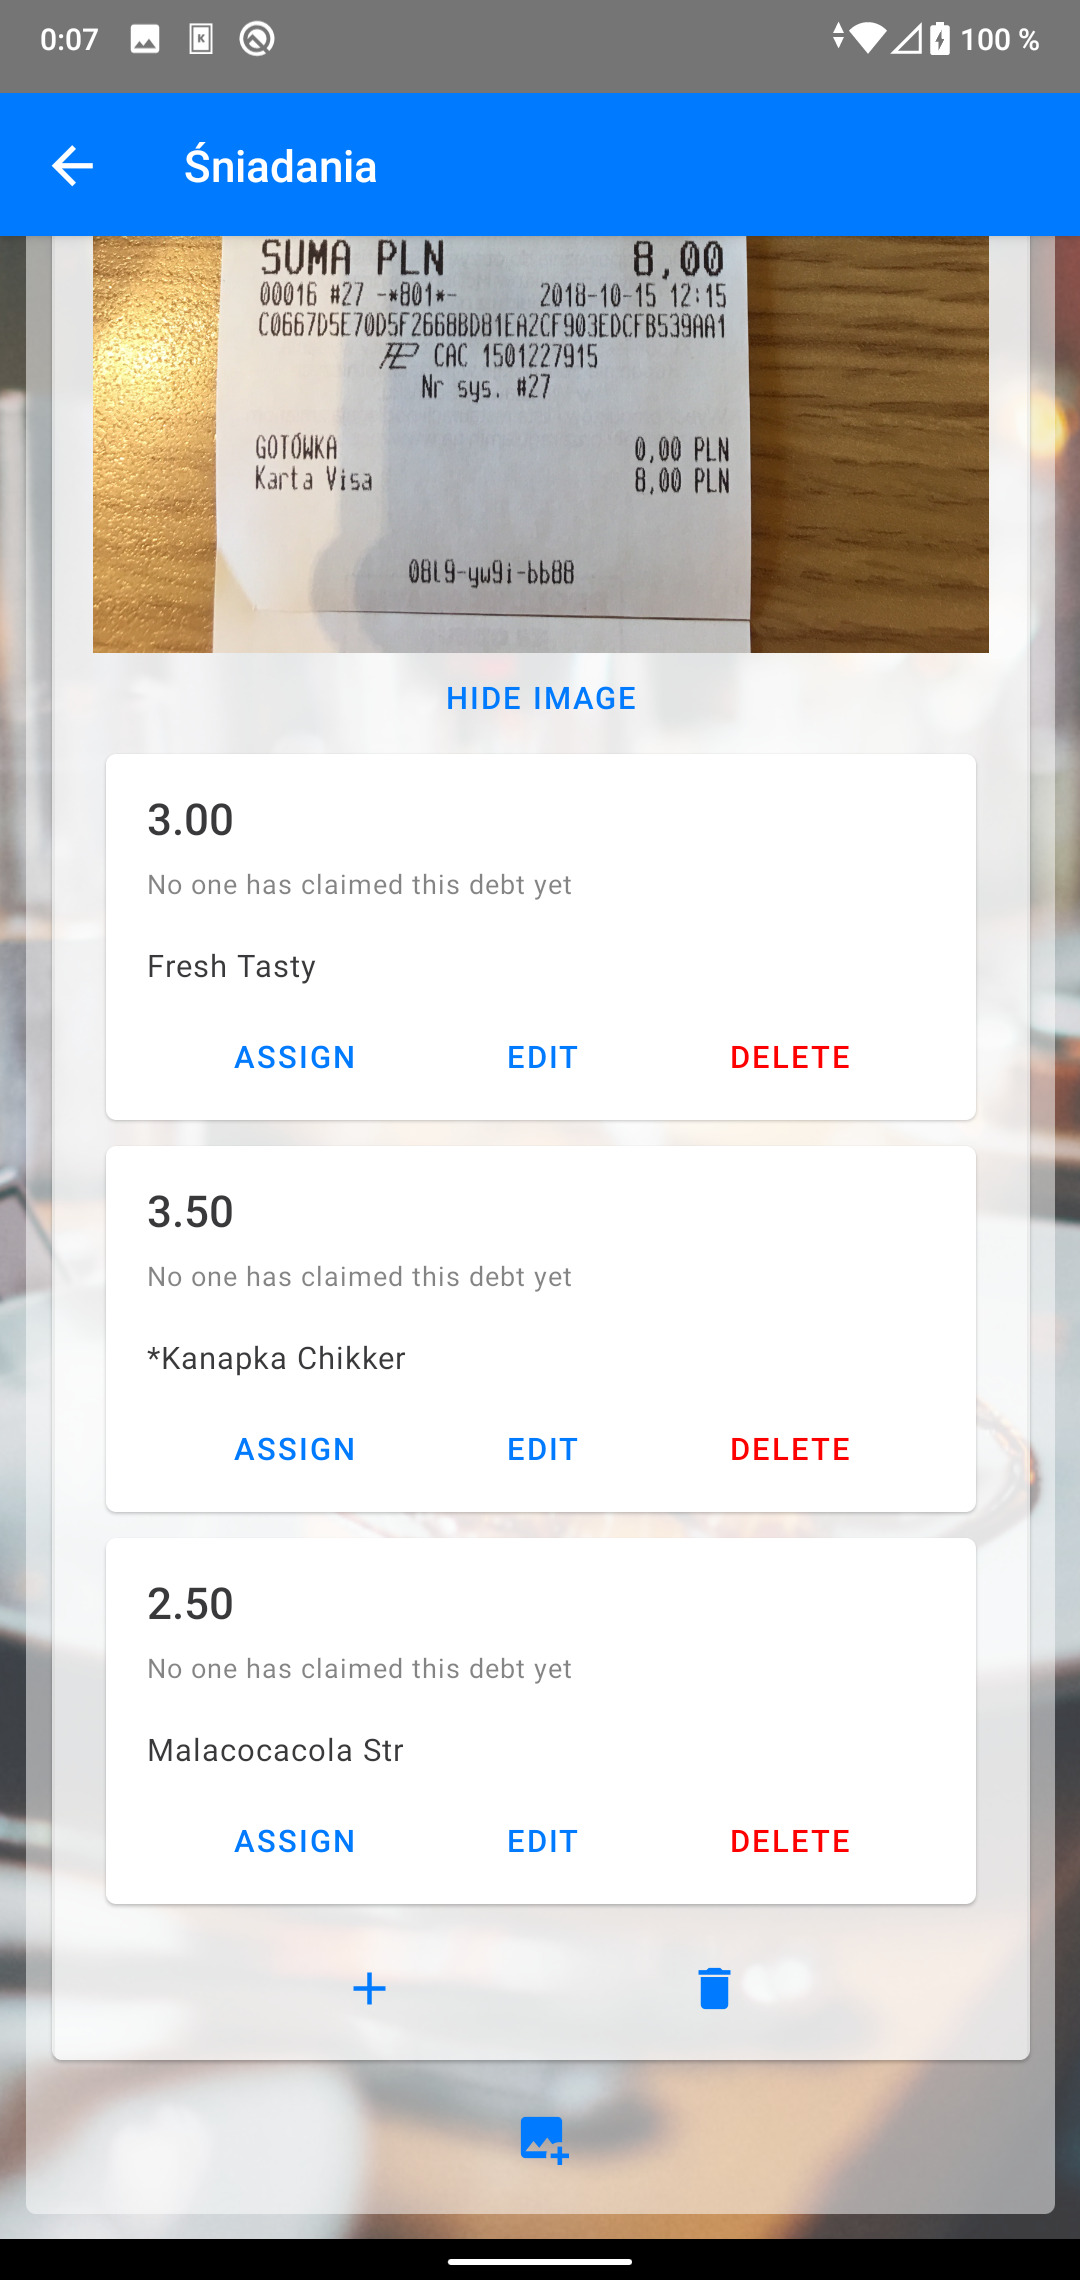 0:07
100 %
Śniadania
SUMA PLN 8,00
00016 #27 -*801*- 2018-10-15 12:15
C0667D5E70D5F2668BD81EA2CF903EDCFB539AA1
CAC 1501227915
Nr sys. #27
GOTÓWKA 0,00 PLN
Karta Visa 8,00 PLN
08l9-yw9i-bb88
HIDE IMAGE
3.00
No one has claimed this debt yet
Fresh Tasty
ASSIGN EDIT DELETE
3.50
No one has claimed this debt yet
*Kanapka Chikker
ASSIGN EDIT DELETE
2.50
No one has claimed this debt yet
Malacocacola Str
ASSIGN EDIT DELETE